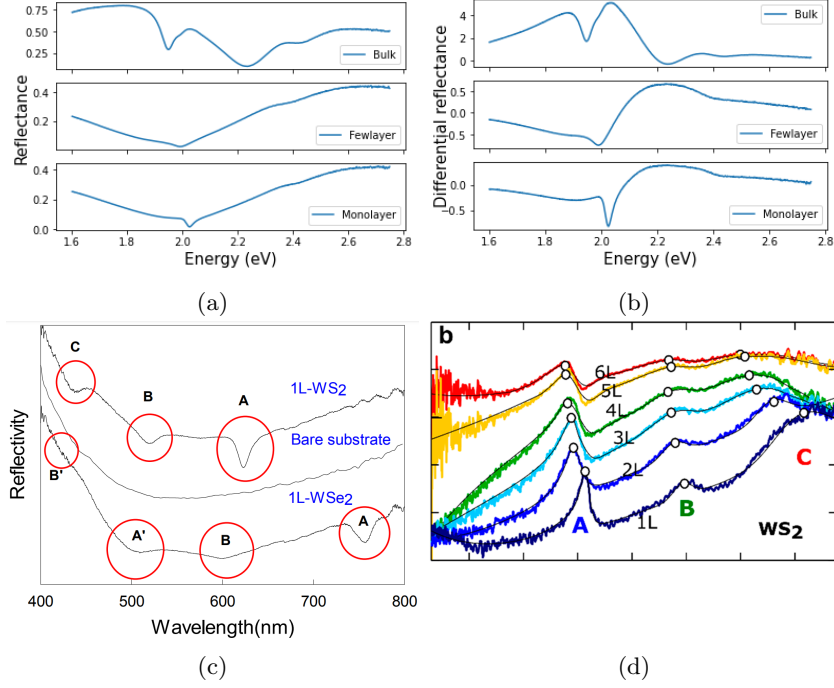 0.75
0.50
0.25
Bulk
0.4
0.2
Fewlayer
0.4
0.2
0.0
Monolayer
1.6 2.0 2.2 2.4 2.6 2.8
Reflectance
Energy (eV)
(a)
4
2
0
Bulk
0.5
0.0
−0.5
Fewlayer
0.0
−0.5
Monolayer
1.6 2.0 2.2 2.4 2.6 2.8
Differential reflectance
Energy (eV)
(b)
C
B
A
1L-WS2
Bare substrate
B'
1L-WSe2
A'
B
A
Reflectivity
400 500 600 700 800
Wavelength(nm)
(c)
b
6L
5L
4L
3L
2L
1L
A
B
C
WS2
(d)